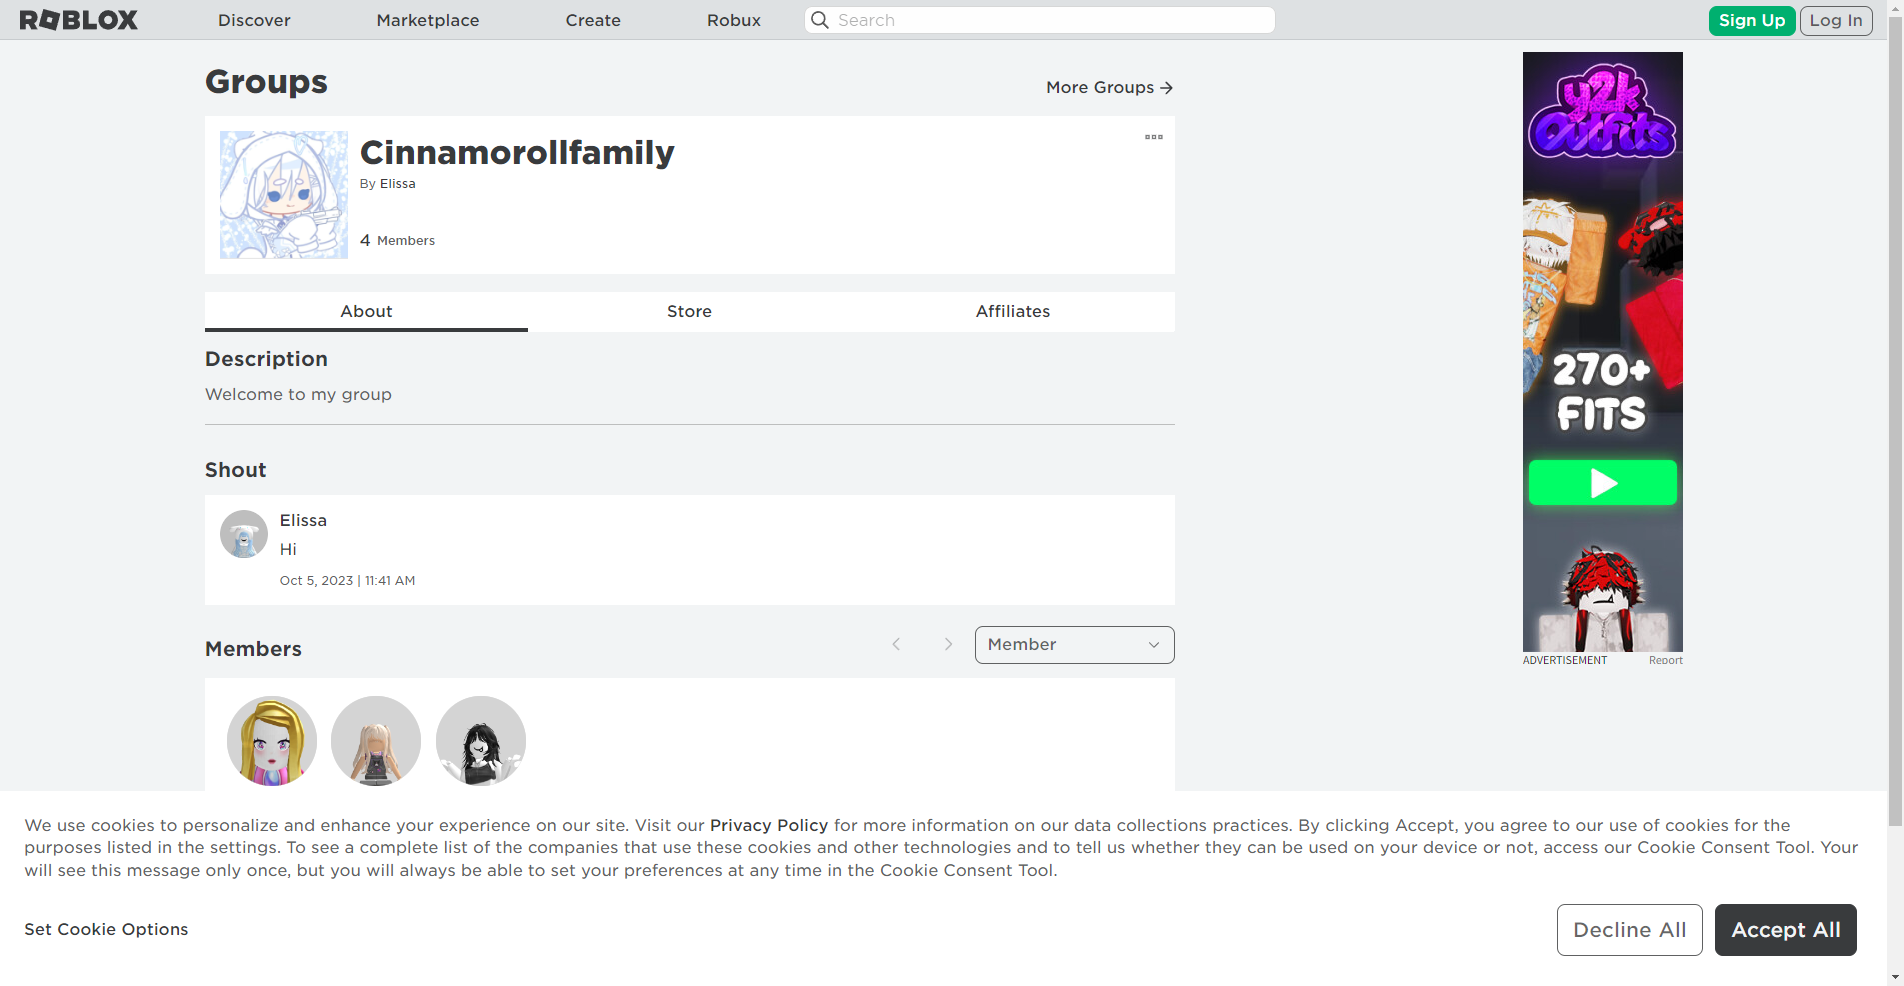 ROBLOX
Discover
Marketplace
Create
Robux
Search
Sign Up
Log In
Groups
More Groups
Cinnamorollfamily
By Elissa
4 Members
About
Store
Affiliates
Description
Welcome to my group
Shout
Elissa
Hi
Oct 5, 2023 | 11:41 AM
Members
Member
y2k
Outfits
270+
FITS
ADVERTISEMENT
Report
We use cookies to personalize and enhance your experience on our site. Visit our Privacy Policy for more information on our data collections practices. By clicking Accept, you agree to our use of cookies for the
purposes listed in the settings. To see a complete list of the companies that use these cookies and other technologies and to tell us whether they can be used on your device or not, access our Cookie Consent Tool. Your
will see this message only once, but you will always be able to set your preferences at any time in the Cookie Consent Tool.
Set Cookie Options
Decline All
Accept All